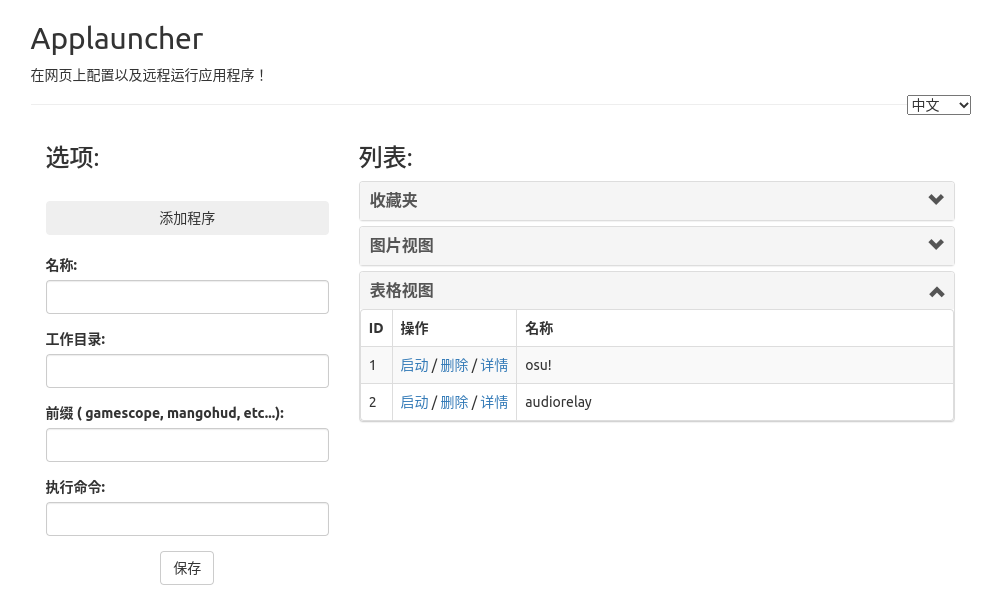 Applauncher
在网页上配置以及远程运行应用程序！
中文
选项:
添加程序
名称:
工作目录:
前缀 ( gamescope, mangohud, etc...):
执行命令:
保存
列表:
收藏夹
图片视图
表格视图
ID 操作 名称
1 启动 / 删除 / 详情 osu!
2 启动 / 删除 / 详情 audiorelay